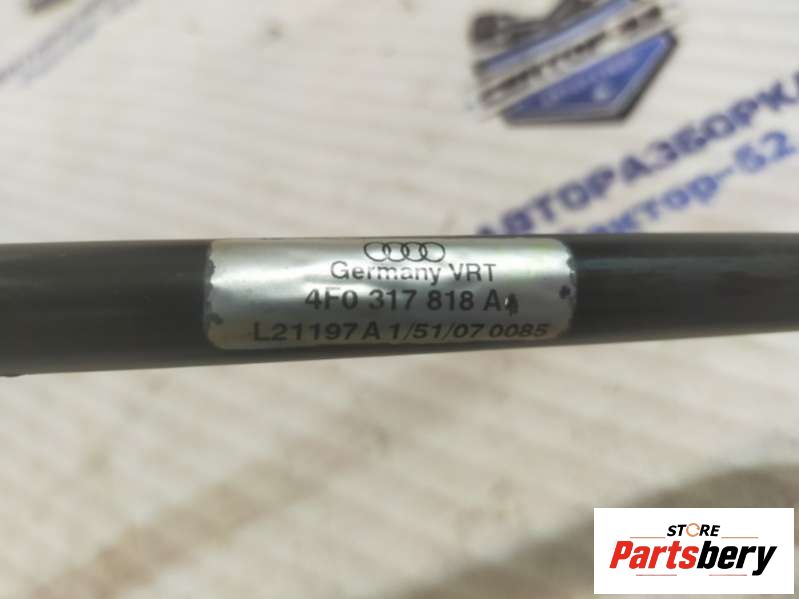 Germany VRT
4F0 317 818 A
L21197A 1/51/07 0085
АВТОРАЗБОРКА
STORE
Partsbery